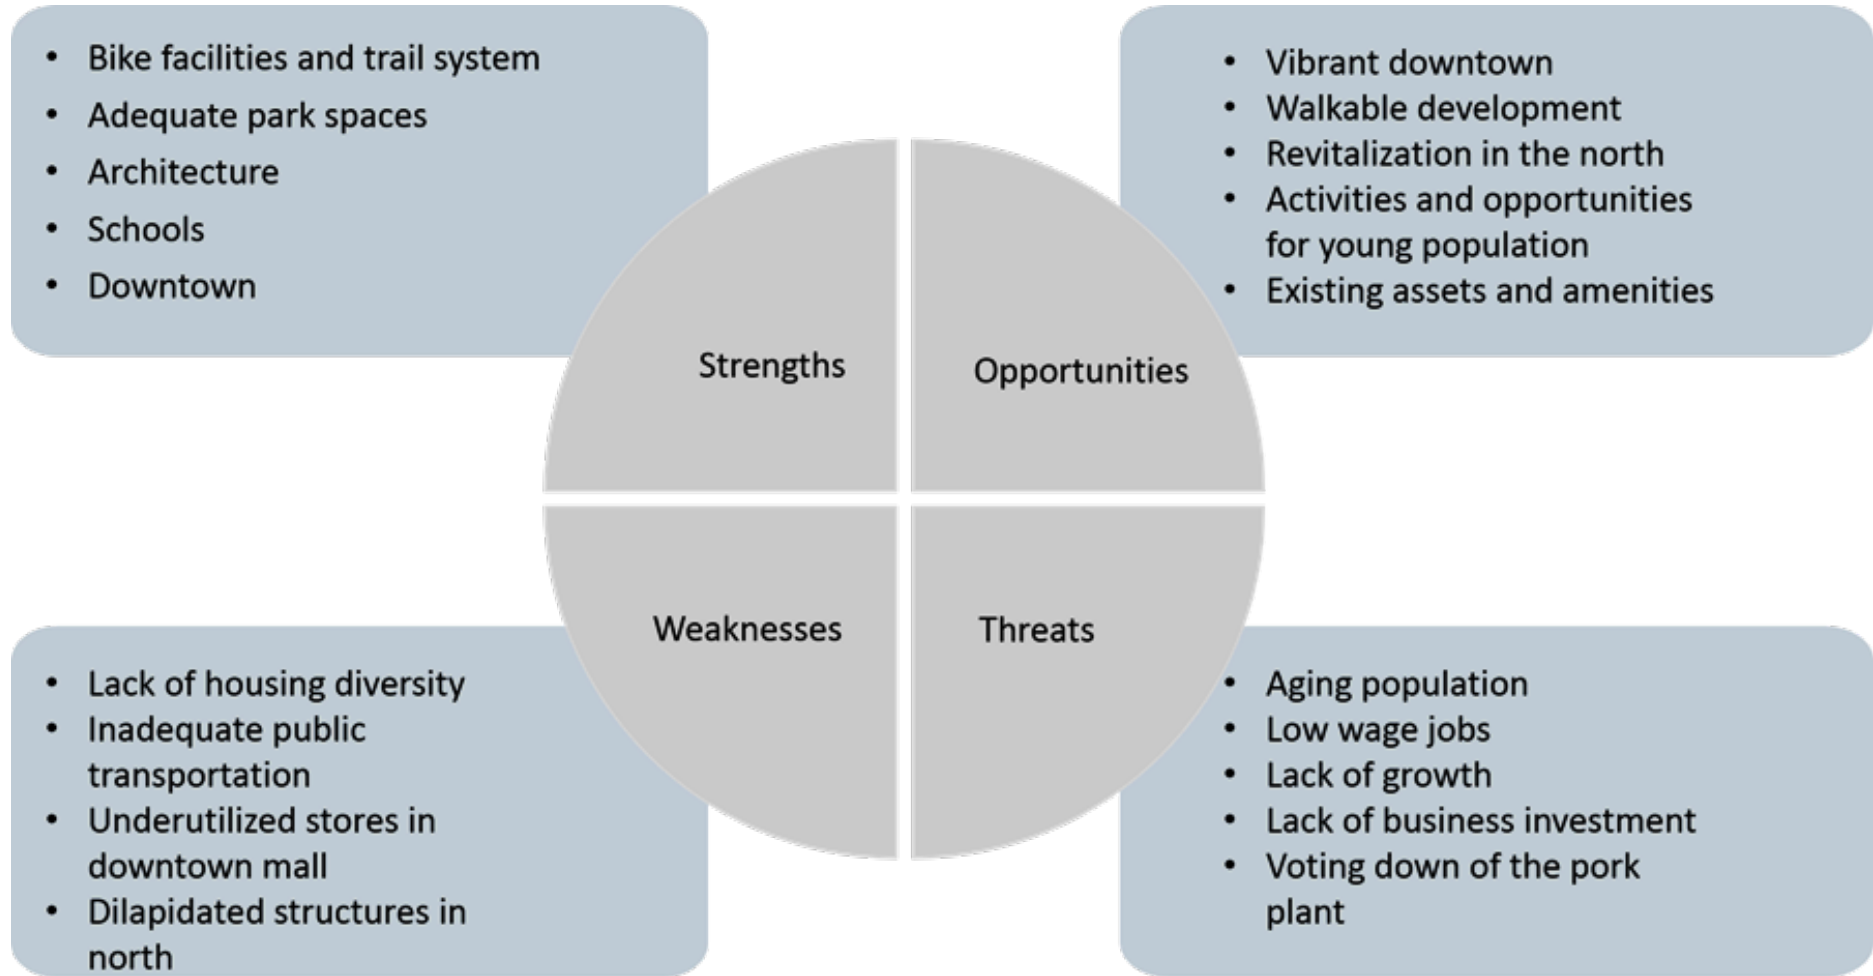 • Bike facilities and trail system
• Adequate park spaces
• Architecture
• Schools
• Downtown
• Vibrant downtown
• Walkable development
• Revitalization in the north
• Activities and opportunities
for young population
• Existing assets and amenities
Strengths
Opportunities
Weaknesses
Threats
• Lack of housing diversity
• Inadequate public
transportation
• Underutilized stores in
downtown mall
• Dilapidated structures in
north
• Aging population
• Low wage jobs
• Lack of growth
• Lack of business investment
• Voting down of the pork
plant